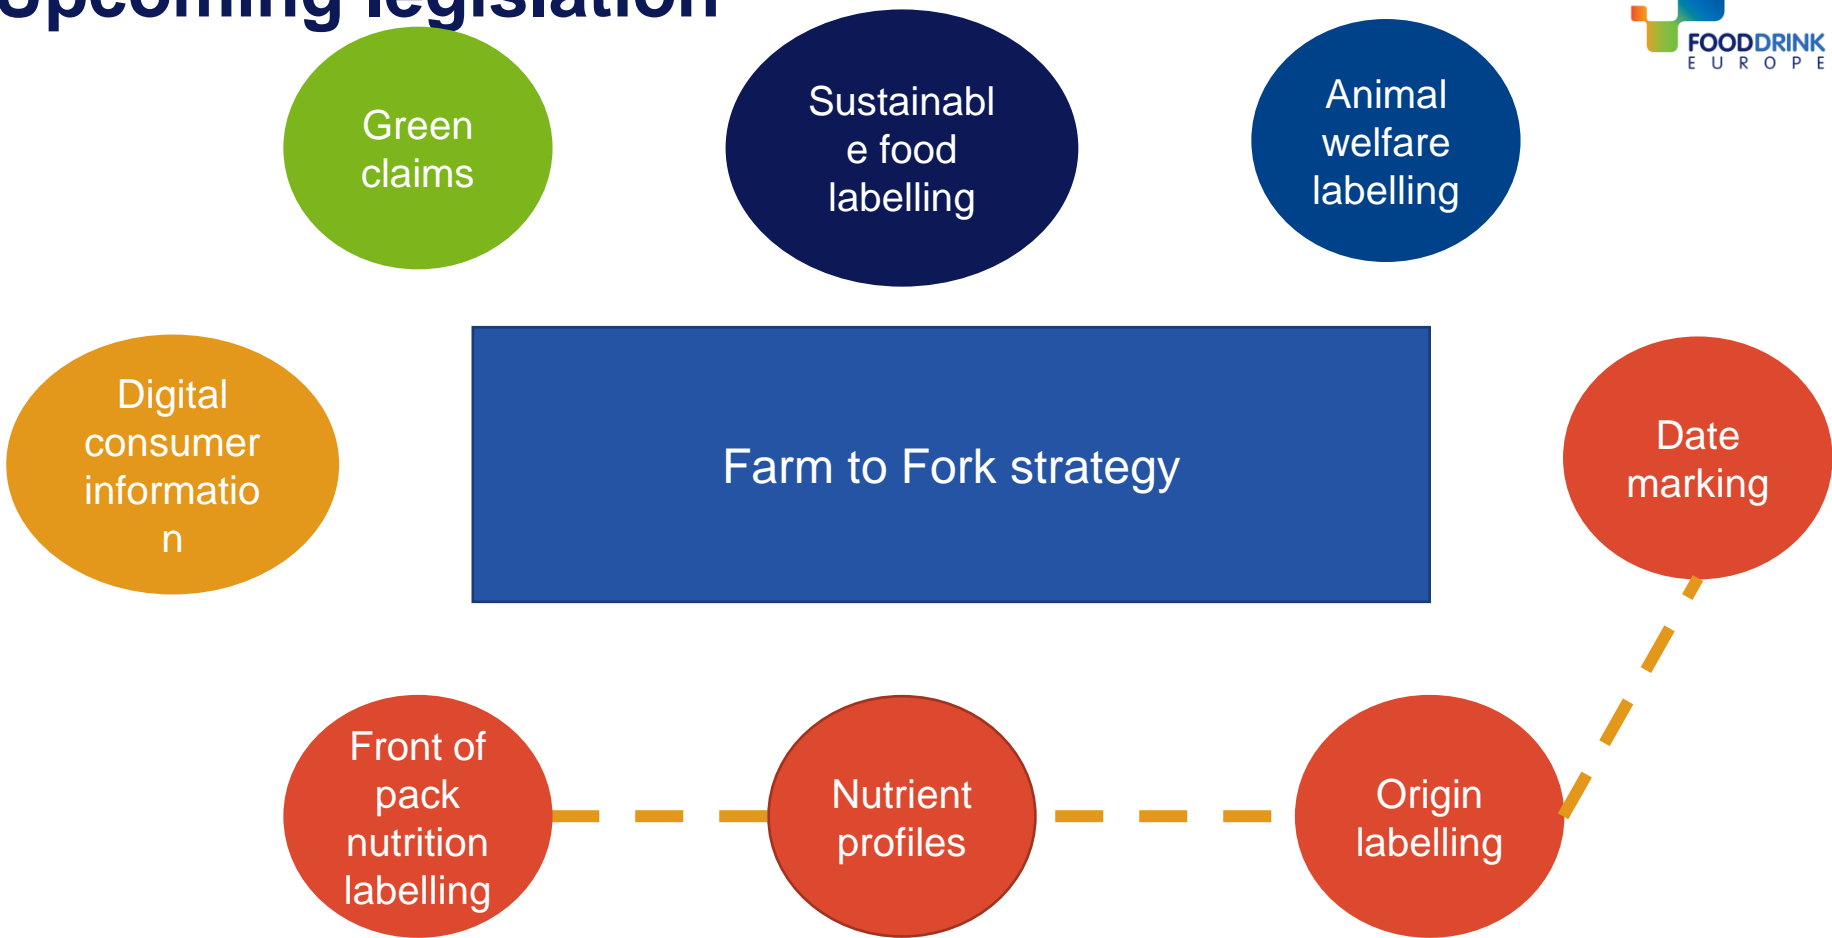 Upcoming legislation
FOODDRINK
EUROPE
Green
claims
Sustainabl
e food
labelling
Animal
welfare
labelling
Digital
consumer
informatio
n
Farm to Fork strategy
Date
marking
Front of
pack
nutrition
labelling
Nutrient
profiles
Origin
labelling